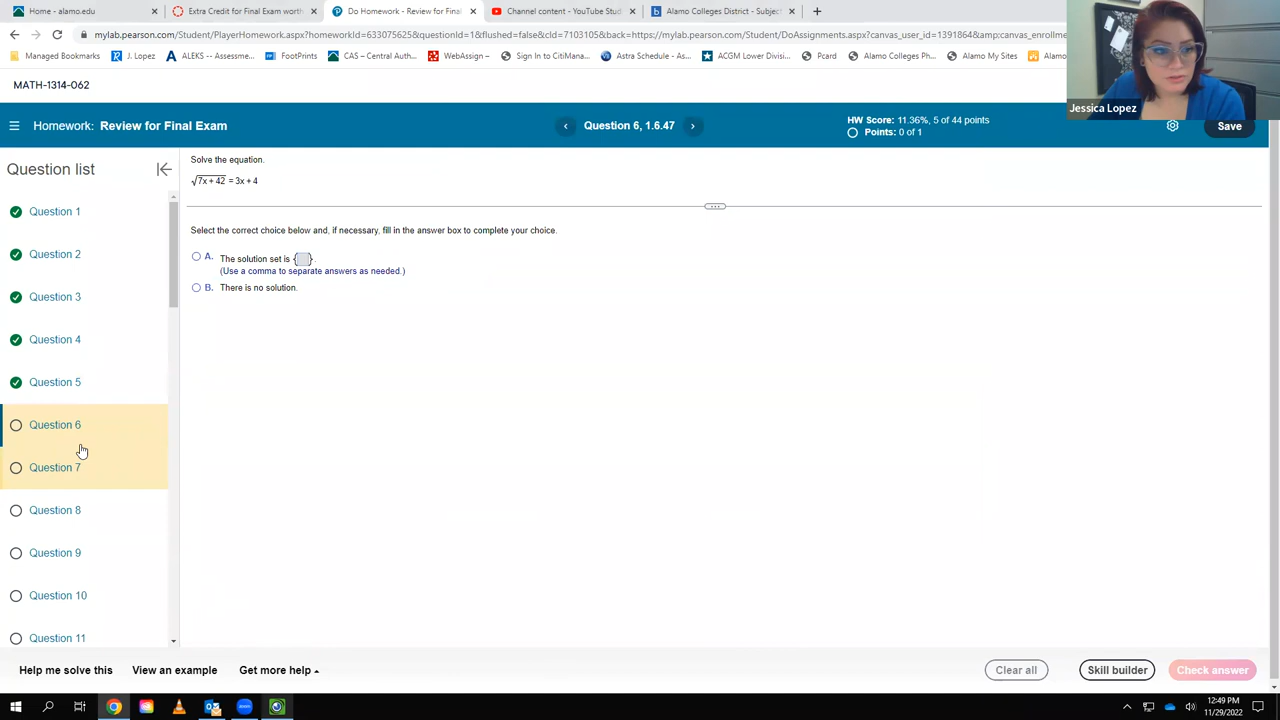 Home - alamo.edu
Extra Credit for Final Exam worth
Do Homework - Review for Final
Channel content - YouTube Stud
Alamo Colleges District - Subject
mylab.pearson.com/Student/PlayerHomework.aspx?homeworkId=633075625&questionId=1&flushed=false&cId=7103105&back=https://mylab.pearson.com/Student/DoAssignments.aspx?canvas_user_id=1391864&amp;canvas_enrollme
Managed Bookmarks
J. Lopez
ALEKS -- Assessme...
FootPrints
CAS – Central Auth...
WebAssign –
Sign In to CitiMana...
Astra Schedule - As...
ACGM Lower Divisi...
Pcard
Alamo Colleges Ph...
Alamo My Sites
Alamo
Jessica Lopez
MATH-1314-062
Homework: Review for Final Exam
Question 6, 1.6.47
HW Score: 11.36%, 5 of 44 points
Points: 0 of 1
Save
Question list
Question 1
Question 2
Question 3
Question 4
Question 5
Question 6
Question 7
Question 8
Question 9
Question 10
Question 11
Solve the equation.
√7x + 42 = 3x + 4
Select the correct choice below and, if necessary, fill in the answer box to complete your choice.
A. The solution set is { }.
(Use a comma to separate answers as needed.)
B. There is no solution.
Help me solve this
View an example
Get more help
Clear all
Skill builder
Check answer
12:49 PM
11/29/2022